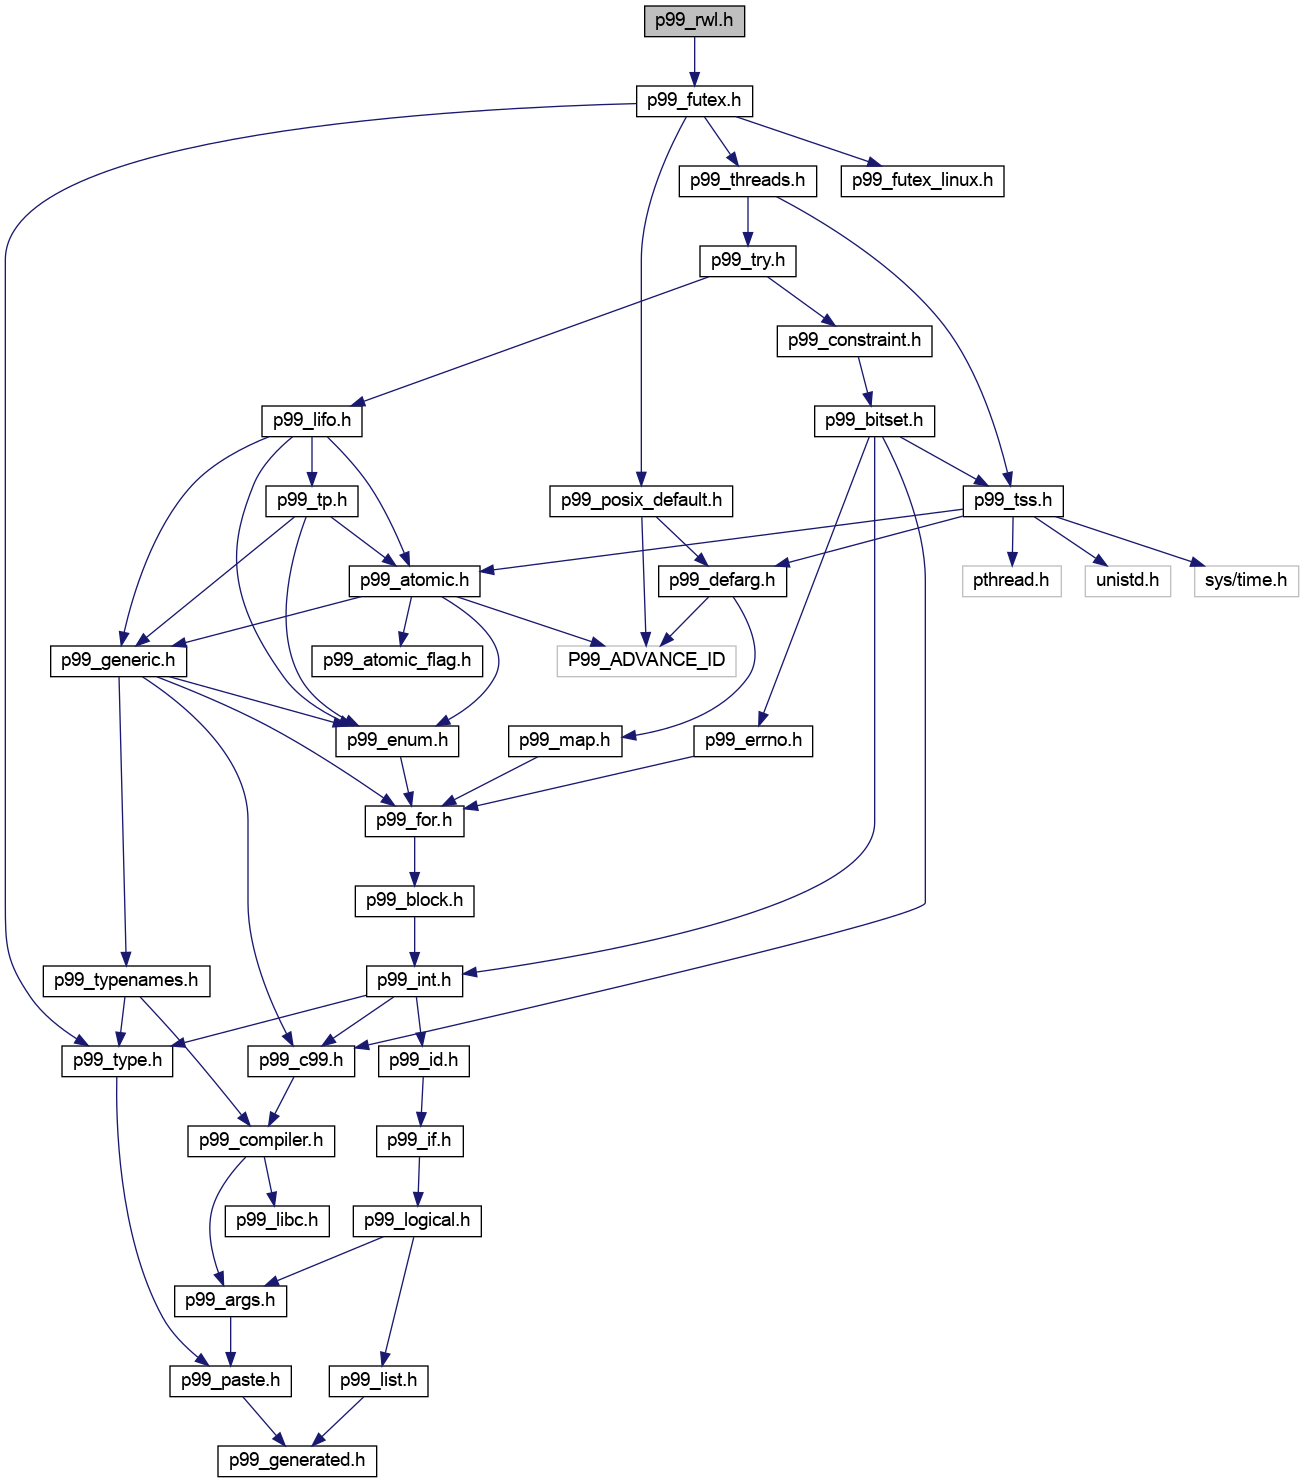 p99_rwl.h
p99_futex.h
p99_threads.h
p99_futex_linux.h
p99_try.h
p99_constraint.h
p99_lifo.h
p99_bitset.h
p99_tp.h
p99_posix_default.h
p99_tss.h
p99_atomic.h
p99_defarg.h
pthread.h
unistd.h
sys/time.h
p99_generic.h
p99_atomic_flag.h
P99_ADVANCE_ID
p99_enum.h
p99_map.h
p99_errno.h
p99_for.h
p99_block.h
p99_typenames.h
p99_int.h
p99_type.h
p99_c99.h
p99_id.h
p99_compiler.h
p99_if.h
p99_libc.h
p99_logical.h
p99_args.h
p99_paste.h
p99_list.h
p99_generated.h